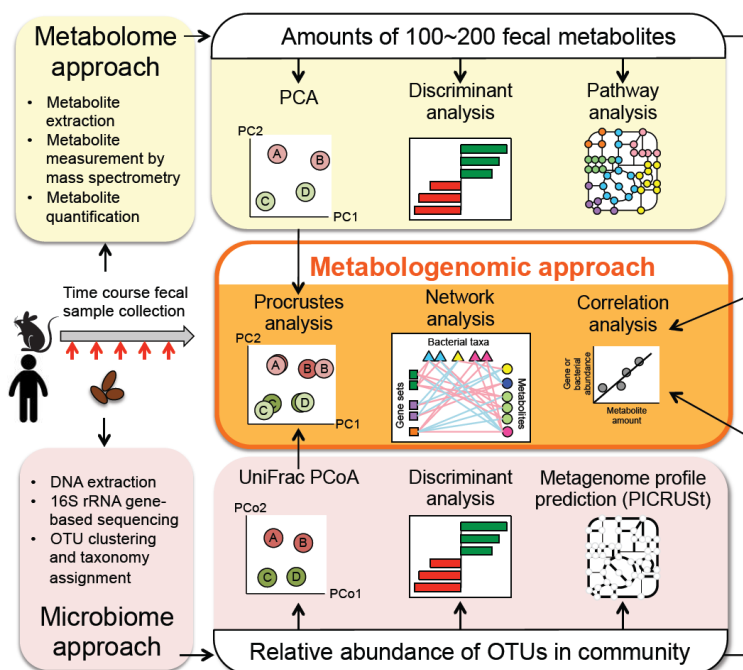 Metabolome
approach
• Metabolite
extraction
• Metabolite
measurement by
mass spectrometry
• Metabolite
quantification
Amounts of 100~200 fecal metabolites
PCA
PC2
A
B
C
D
PC1
Discriminant
analysis
Pathway
analysis
Time course fecal
sample collection
Metabologenomic approach
Procrustes
analysis
PC2
A
B
B
C
D
PC1
Network
analysis
Bacterial taxa
Gene sets
Metabolites
Correlation
analysis
Gene or
bacterial
abundance
Metabolite
amount
• DNA extraction
• 16S rRNA gene-
based sequencing
• OTU clustering
and taxonomy
assignment
Microbiome
approach
UniFrac PCoA
PCo2
A
B
C
D
PCo1
Discriminant
analysis
Metagenome profile
prediction (PICRUSt)
Relative abundance of OTUs in community